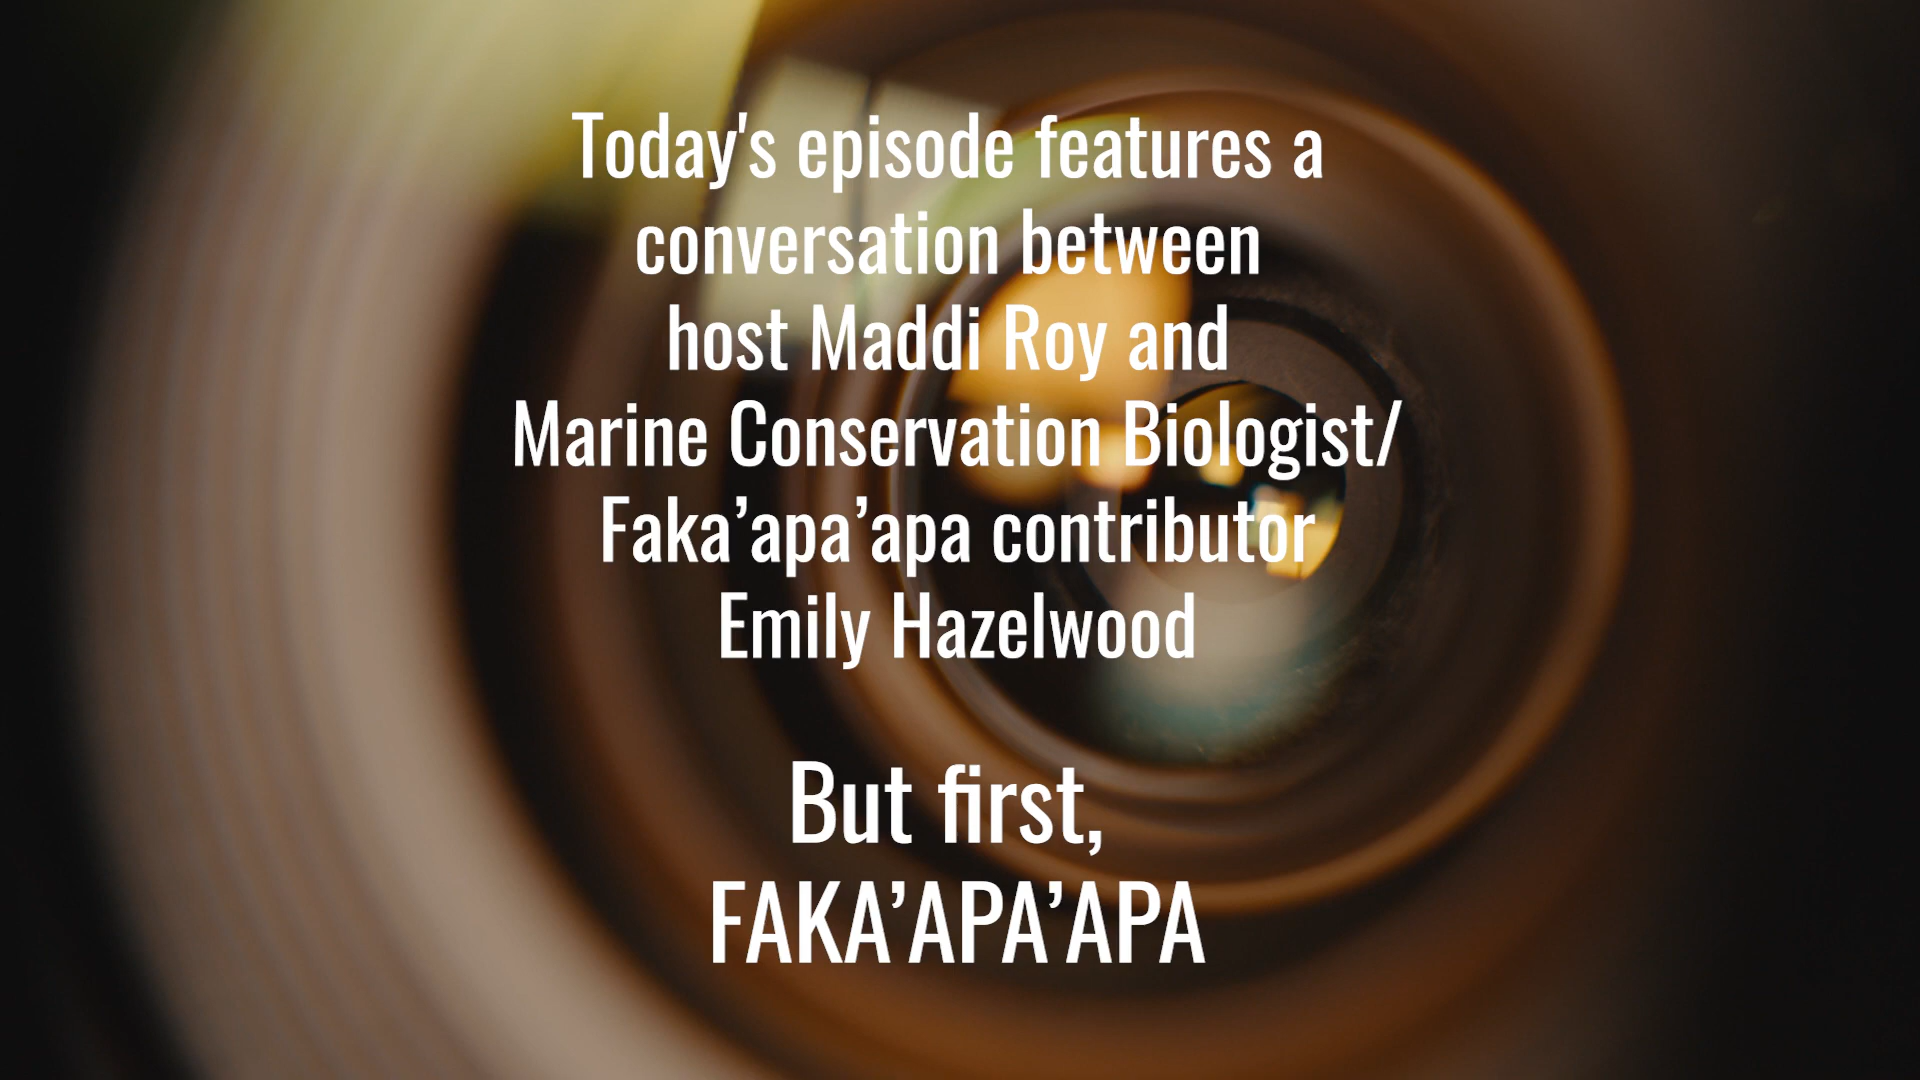 Today's episode features a
conversation between
host Maddi Roy and
Marine Conservation Biologist/
Faka’apa’apa contributor
Emily Hazelwood
But first,
FAKA’APA’APA